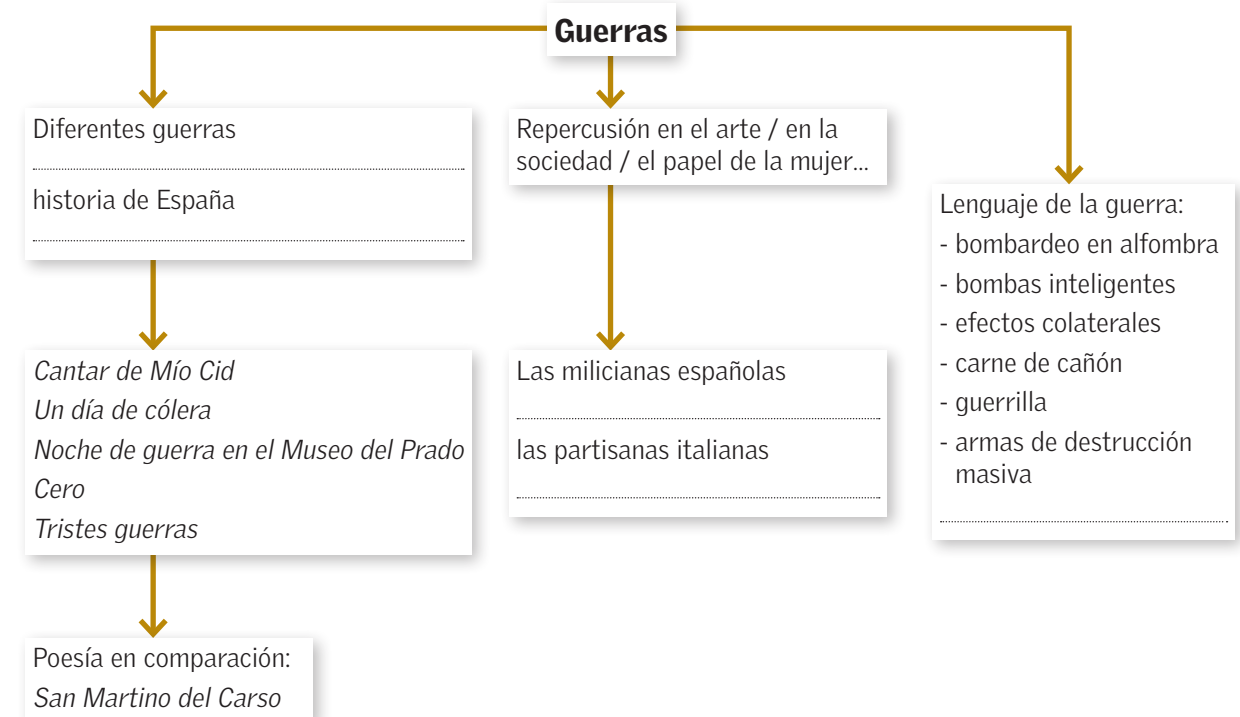 Guerras
Diferentes guerras
historia de España
Repercusión en el arte / en la
sociedad / el papel de la mujer...
Lenguaje de la guerra:
- bombardeo en alfombra
- bombas inteligentes
- efectos colaterales
- carne de cañón
- guerrilla
- armas de destrucción
masiva
Cantar de Mío Cid
Un día de cólera
Noche de guerra en el Museo del Prado
Cero
Tristes guerras
Las milicianas españolas
las partisanas italianas
Poesía en comparación:
San Martino del Carso